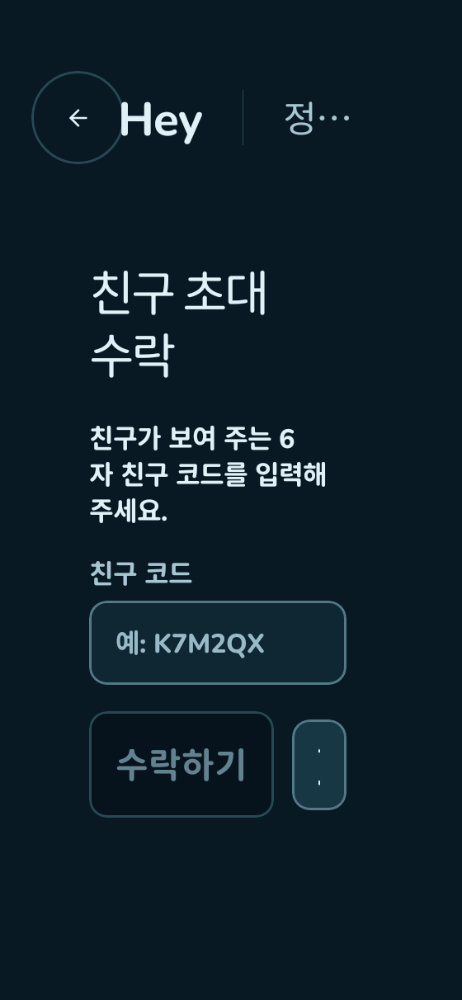 Hey
정…
친구 초대
수락
친구가 보여 주는 6
자 친구 코드를 입력해
주세요.
친구 코드
예: K7M2QX
수락하기